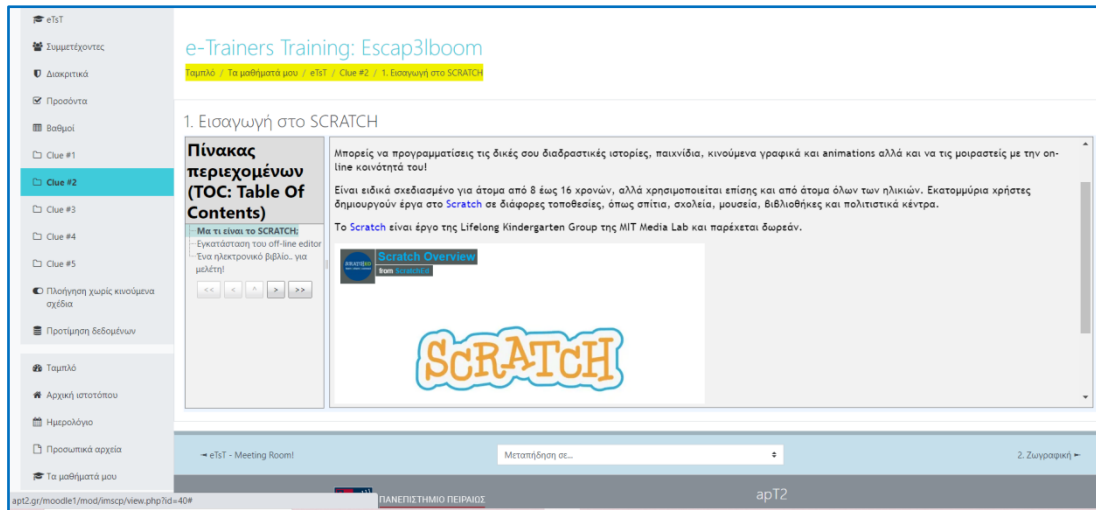 eTsT
Συμμετέχοντες
Διακριτικά
Προσόντα
Βαθμοί
Clue #1
Clue #2
Clue #3
Clue #4
Clue #5
Πλοήγηση χωρίς κινούμενα
σχέδια
Προτίμηση δεδομένων
Ταμπλό
Αρχική ιστοτόπου
Ημερολόγιο
Προσωπικά αρχεία
Τα μαθήματά μου
apt2.gr/moodle1/mod/imscp/view.php?id=40#
e-Trainers Training: Escap3lboom
Ταμπλό / Τα μαθήματά μου / eTsT / Clue #2 / 1. Εισαγωγή στο SCRATCH
1. Εισαγωγή στο SCRATCH
Πίνακας
περιεχομένων
(TOC: Table Of
Contents)
Μα τι είναι το SCRATCH;
Εγκατάσταση του off-line editor
Ένα ηλεκτρονικό βιβλίο.. για
μελέτη!
<< < ^ > >>
Μπορείς να προγραμματίσεις τις δικές σου διαδραστικές ιστορίες, παιχνίδια, κινούμενα γραφικά και animations αλλά και να τις μοιραστείς με την on-
line κοινότητά του!
Είναι ειδικά σχεδιασμένο για άτομα από 8 έως 16 χρονών, αλλά χρησιμοποιείται επίσης και από άτομα όλων των ηλικιών. Εκατομμύρια χρήστες
δημιουργούν έργα στο Scratch σε διάφορες τοποθεσίες, όπως σπίτια, σχολεία, μουσεία, βιβλιοθήκες και πολιτιστικά κέντρα.
Το Scratch είναι έργο της Lifelong Kindergarten Group της MIT Media Lab και παρέχεται δωρεάν.
Scratch Overview
from ScratchEd
SCRATCH
eTsT - Meeting Room!
Μεταπήδηση σε...
2. Ζωγραφική
ΠΑΝΕΠΙΣΤΗΜΙΟ ΠΕΙΡΑΙΩΣ
apT2